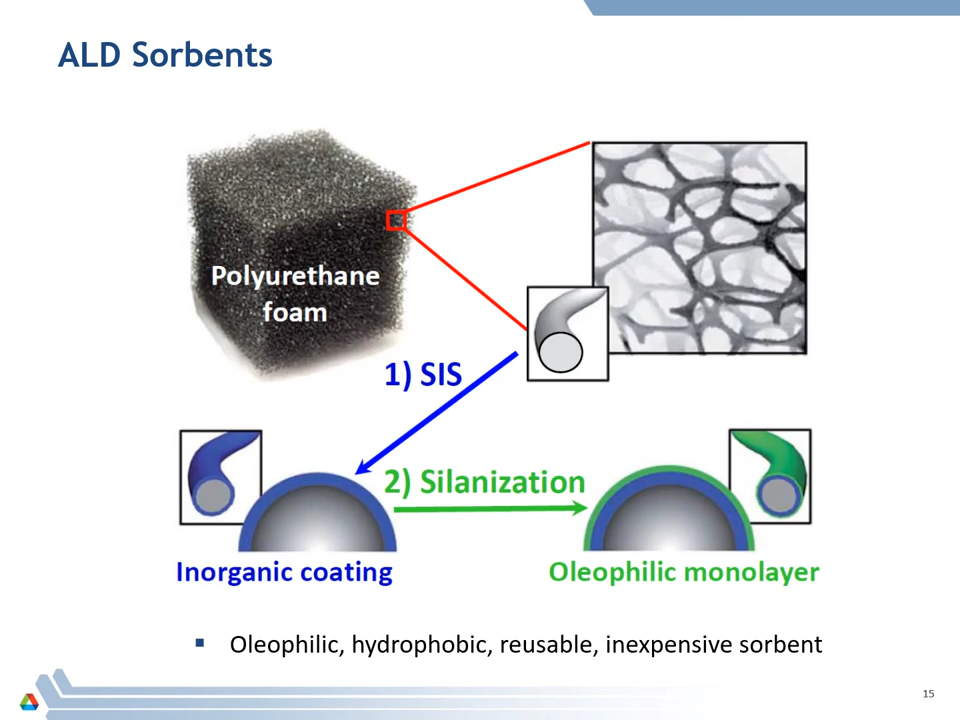 ALD Sorbents
Polyurethane
foam
1) SIS
2) Silanization
Inorganic coating
Oleophilic monolayer
▪ Oleophilic, hydrophobic, reusable, inexpensive sorbent
15